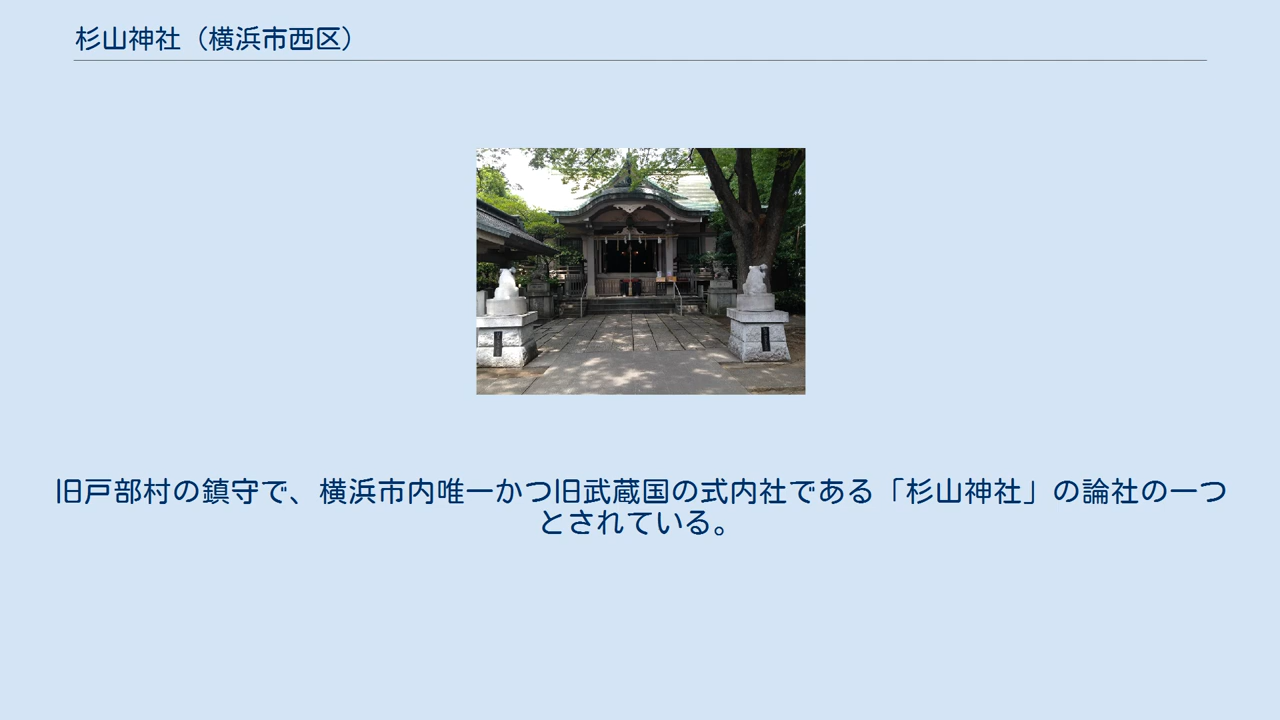 杉山神社（横浜市西区）
旧戸部村の鎮守で、横浜市内唯一かつ旧武蔵国の式内社である「杉山神社」の論社の一つ
とされている。